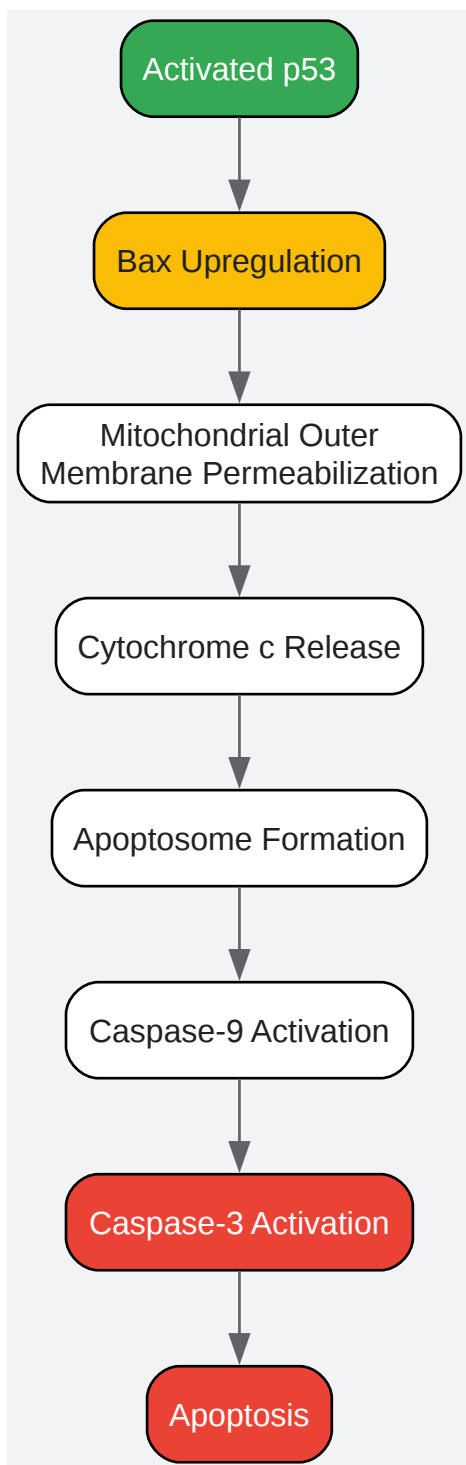 Activated p53
Bax Upregulation
Mitochondrial Outer
Membrane Permeabilization
Cytochrome c Release
Apoptosome Formation
Caspase-9 Activation
Caspase-3 Activation
Apoptosis